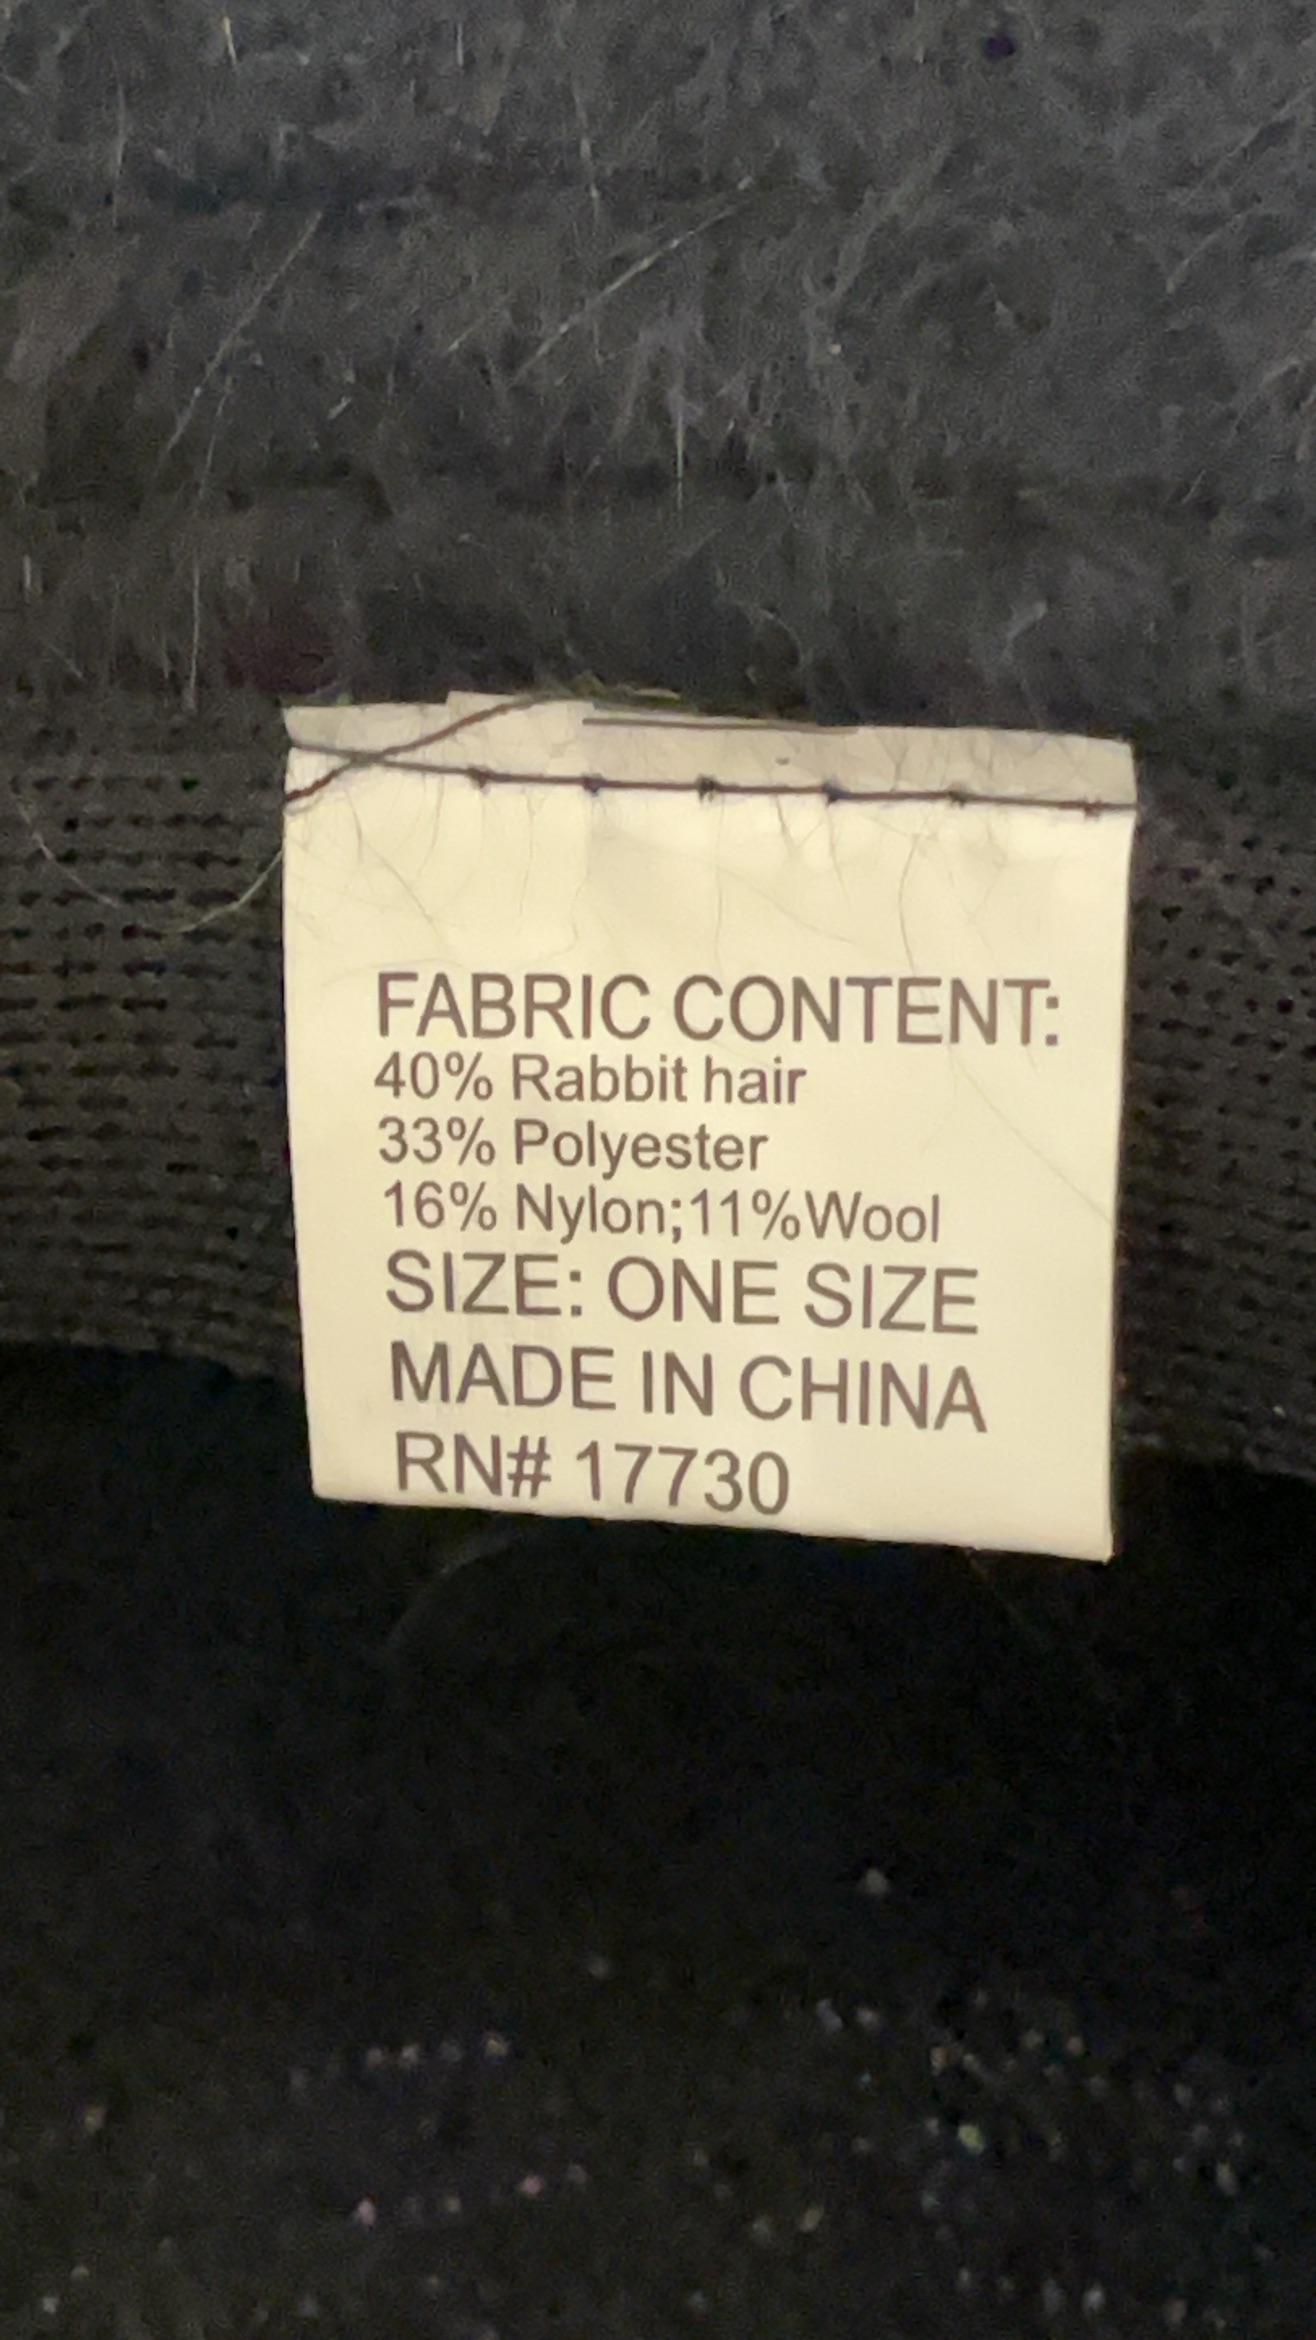 FABRIC CONTENT:
40% Rabbit hair
33% Polyester
16% Nylon;11%Wool
SIZE: ONE SIZE
MADE IN CHINA
RN# 17730